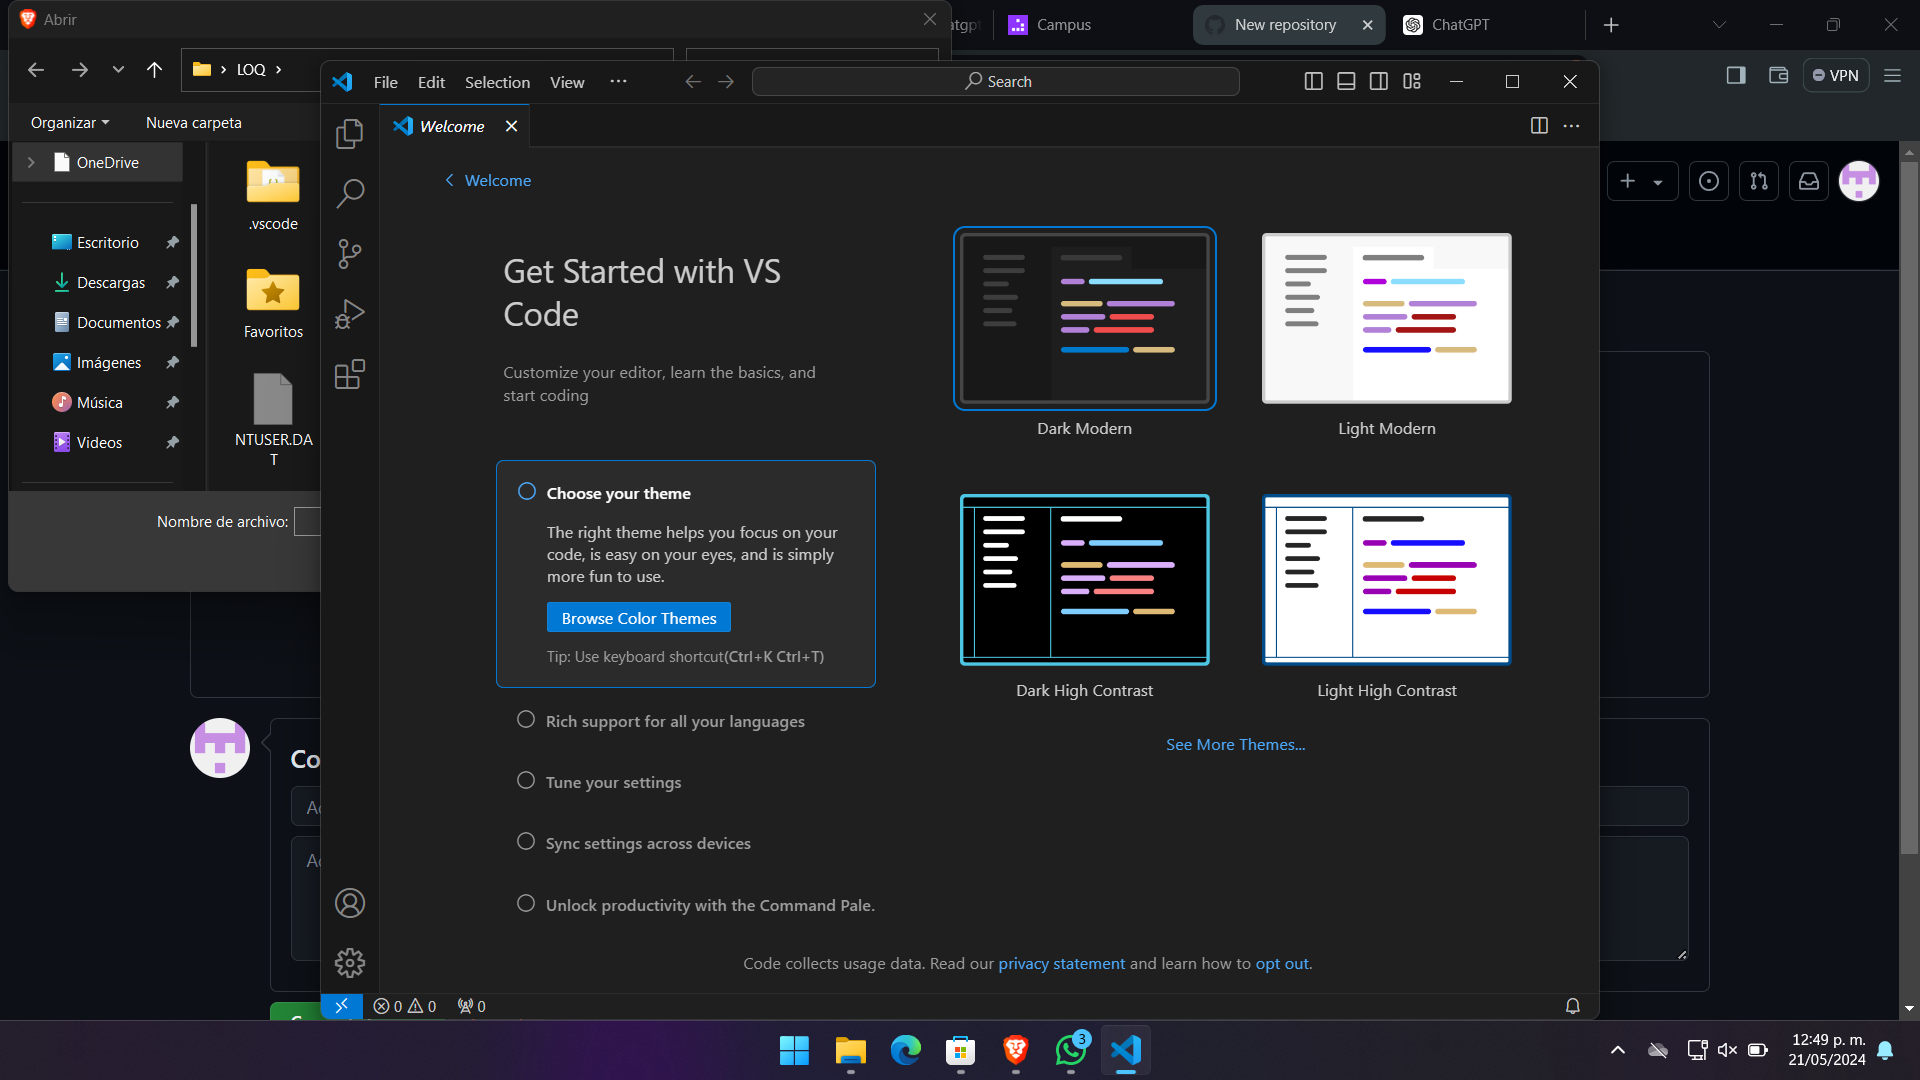 Abrir
atgp
Campus
New repository
ChatGPT
VPN
LOQ
File Edit Selection View ...
Search
Organizar
Nueva carpeta
OneDrive
Escritorio
Descargas
Documentos
Imágenes
Música
Videos
.vscode
Favoritos
NTUSER.DA
T
Nombre de archivo:
Welcome
Welcome
Get Started with VS
Code
Customize your editor, learn the basics, and
start coding
Choose your theme
The right theme helps you focus on your
code, is easy on your eyes, and is simply
more fun to use.
Browse Color Themes
Tip: Use keyboard shortcut(Ctrl+K Ctrl+T)
Rich support for all your languages
Tune your settings
Sync settings across devices
Unlock productivity with the Command Pale.
Dark Modern
Light Modern
Dark High Contrast
Light High Contrast
See More Themes...
Code collects usage data. Read our privacy statement and learn how to opt out.
Co
0 0 0
3
12:49 p. m.
21/05/2024